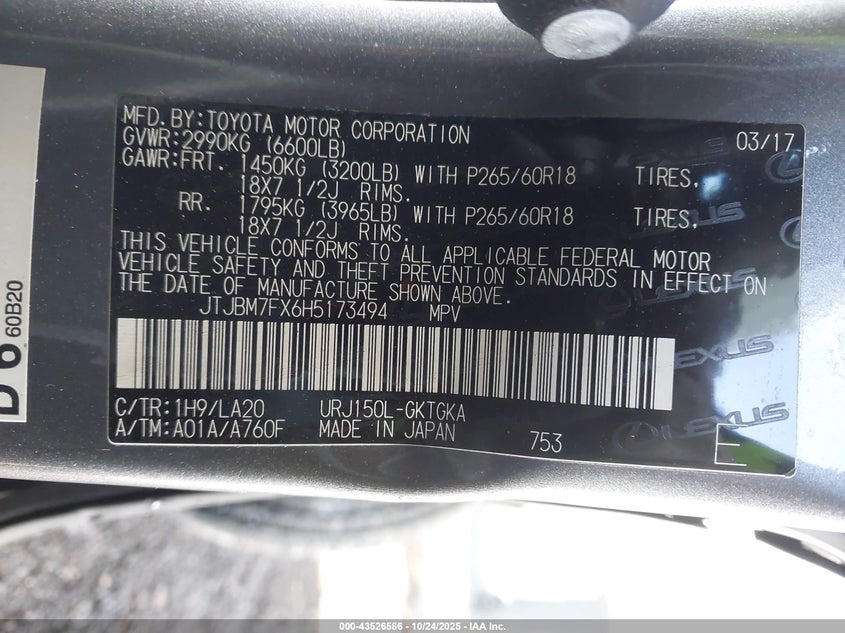 MFD.BY:TOYOTA MOTOR CORPORATION 03/17
GVWR:2990KG (6600LB)
GAWR:FRT. 1450KG (3200LB) WITH P265/60R18 TIRES,
18X7 1/2J RIMS.
RR. 1795KG (3965LB) WITH P265/60R18 TIRES,
18X7 1/2J RIMS.
THIS VEHICLE CONFORMS TO ALL APPLICABLE FEDERAL MOTOR
VEHICLE SAFETY AND THEFT PREVENTION STANDARDS IN EFFECT ON
THE DATE OF MANUFACTURE SHOWN ABOVE.
JTJBM7FX6H5173494 MPV
C/TR:1H9/LA20 URJ150L-GKTGKA
A/TM:A01A/A760F MADE IN JAPAN 753 E
LEXUS
LEXUS
LEXUS
D6 60B20
000-43526586 - 10/24/2025 - IAA Inc.